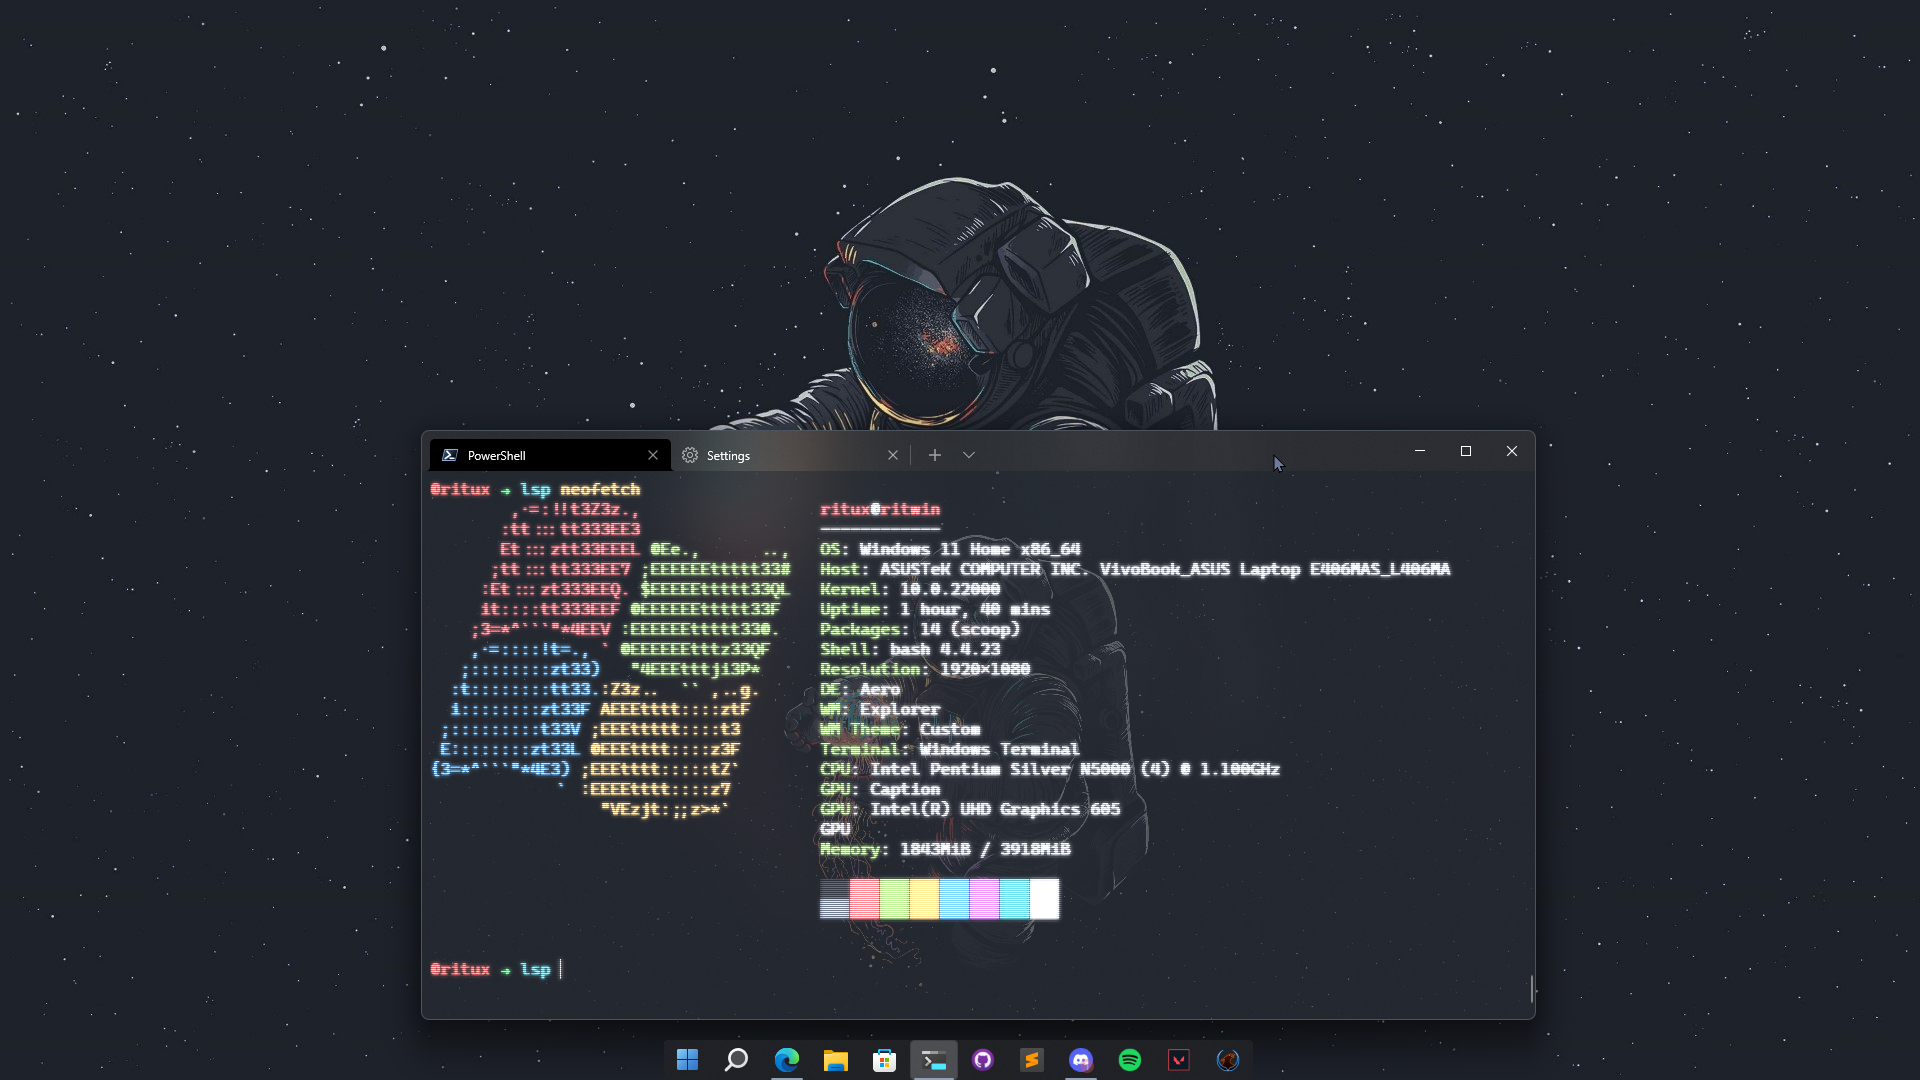 PowerShell
Settings
@ritux → lsp neofetch
,.=:!!t3Z3z.,
:tt:::tt333EE3
Et:::ztt33EEEL @Ee., ..,
;tt:::tt333EE7 ;EEEEEEttttt33#
:Et:::zt333EEQ. $EEEEEttttt33QL
it::::tt333EEF @EEEEEEttttt33F
;3=*^```"*4EEV :EEEEEEttttt33@.
,.=::::!t=., ` @EEEEEEtttz33QF
;::::::::zt33) "4EEEtttji3P*
:t::::::::tt33.:Z3z.. `` ,..g.
i::::::::zt33F AEEEtttt::::ztF
;:::::::::t33V ;EEEttttt::::t3
E::::::::zt33L @EEEtttt::::z3F
{3=*^```"*4E3) ;EEEtttt:::::tZ`
` :EEEEtttt::::z7
"VEzjt:;;z>*`
ritux@ritwin
------------
OS: Windows 11 Home x86_64
Host: ASUSTeK COMPUTER INC. VivoBook_ASUS Laptop E406MAS_L406MA
Kernel: 10.0.22000
Uptime: 1 hour, 40 mins
Packages: 14 (scoop)
Shell: bash 4.4.23
Resolution: 1920x1080
DE: Aero
WM: Explorer
WM Theme: Custom
Terminal: Windows Terminal
CPU: Intel Pentium Silver N5000 (4) @ 1.100GHz
GPU: Caption
GPU: Intel(R) UHD Graphics 605
GPU
Memory: 1843MiB / 3918MiB
@ritux → lsp